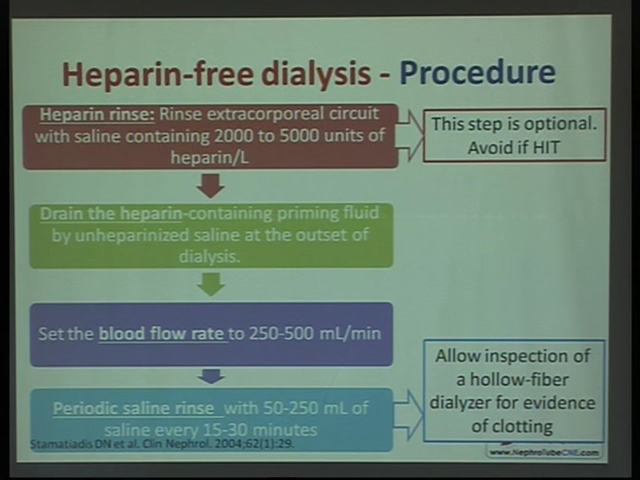 Heparin-free dialysis - Procedure
Heparin rinse: Rinse extracorporeal circuit
with saline containing 2000 to 5000 units of
heparin/L
This step is optional.
Avoid if HIT
Drain the heparin-containing priming fluid
by unheparinized saline at the outset of
dialysis.
Set the blood flow rate to 250-500 mL/min
Periodic saline rinse with 50-250 mL of
saline every 15-30 minutes
Allow inspection of
a hollow-fiber
dialyzer for evidence
of clotting
Stamatiadis DN et al. Clin Nephrol. 2004;62(1):29.
www.NephroTubeCNE.com